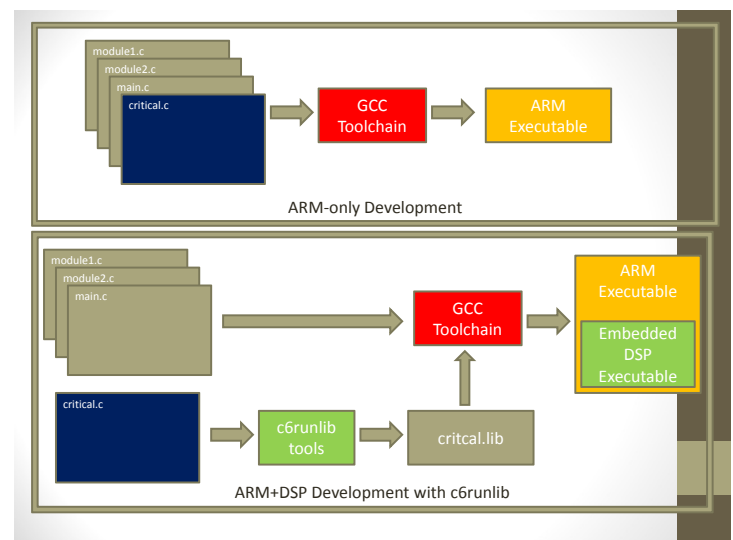 module1.c
module2.c
main.c
critical.c
GCC
Toolchain
ARM
Executable
ARM-only Development
module1.c
module2.c
main.c
GCC
Toolchain
ARM
Executable
Embedded
DSP
Executable
critical.c
c6runlib
tools
critcal.lib
ARM+DSP Development with c6runlib